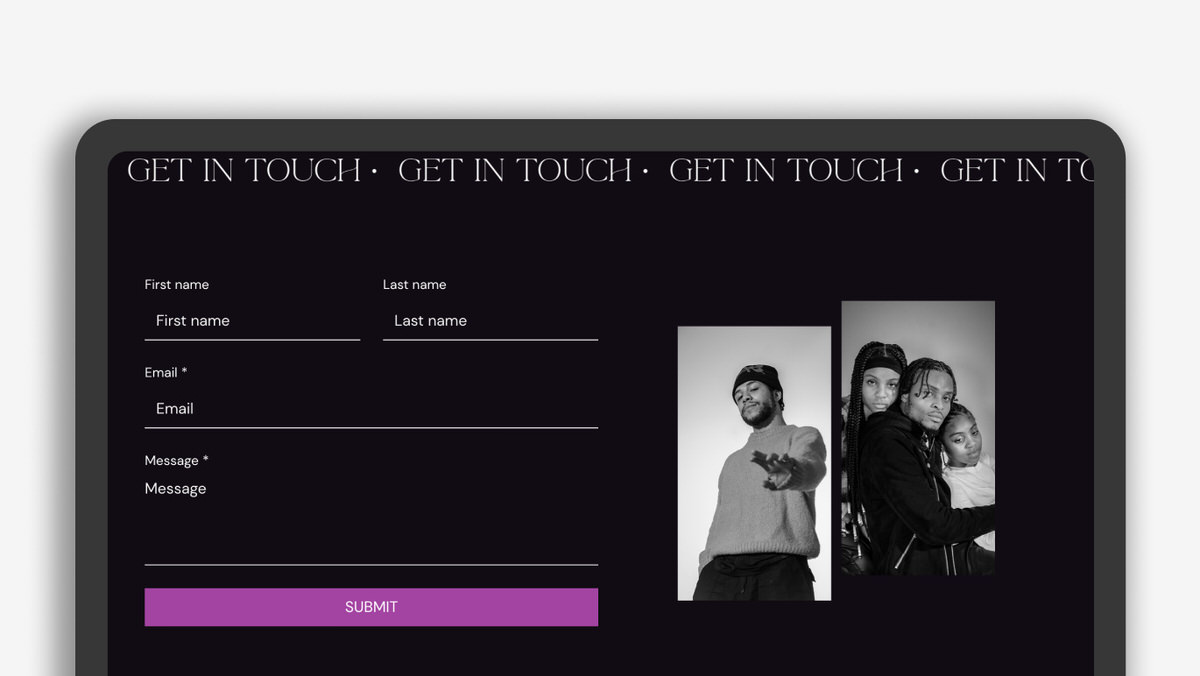 GET IN TOUCH • GET IN TOUCH • GET IN TOUCH • GET IN TO
First name
Last name
First name
Last name
Email *
Email
Message *
Message
SUBMIT